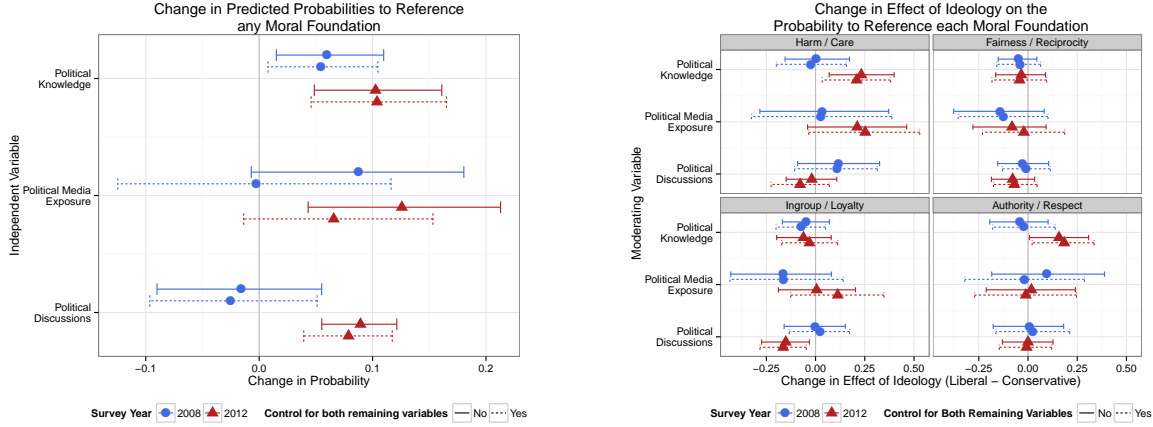 Change in Predicted Probabilities to Reference
any Moral Foundation
Independent Variable
Political
Knowledge
Political Media
Exposure
Political
Discussions
−0.1 0.0 0.1 0.2
Change in Probability
Survey Year 2008 2012 Control for both remaining variables No Yes
Change in Effect of Ideology on the
Probability to Reference each Moral Foundation
Moderating Variable
Harm / Care Fairness / Reciprocity
Political
Knowledge
Political Media
Exposure
Political
Discussions
Ingroup / Loyalty Authority / Respect
Political
Knowledge
Political Media
Exposure
Political
Discussions
−0.25 0.00 0.25 0.50 −0.25 0.00 0.25 0.50
Change in Effect of Ideology (Liberal − Conservative)
Survey Year 2008 2012 Control for Both Remaining Variables No Yes